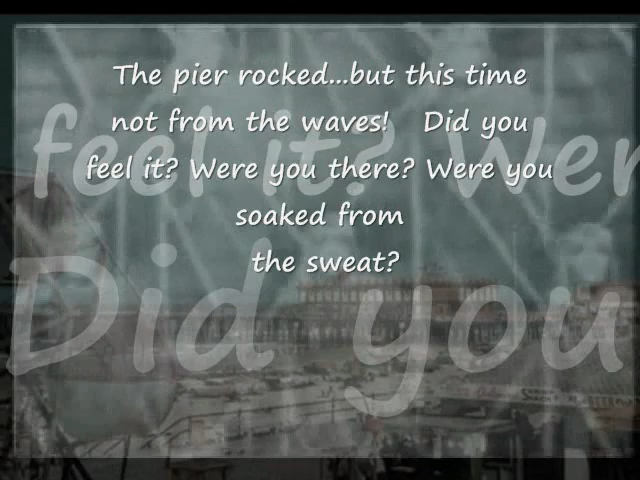 The pier rocked...but this time
not from the waves!   Did you
feel it? Were you there? Were you
soaked from
the sweat?
feel it? Wer
Did you